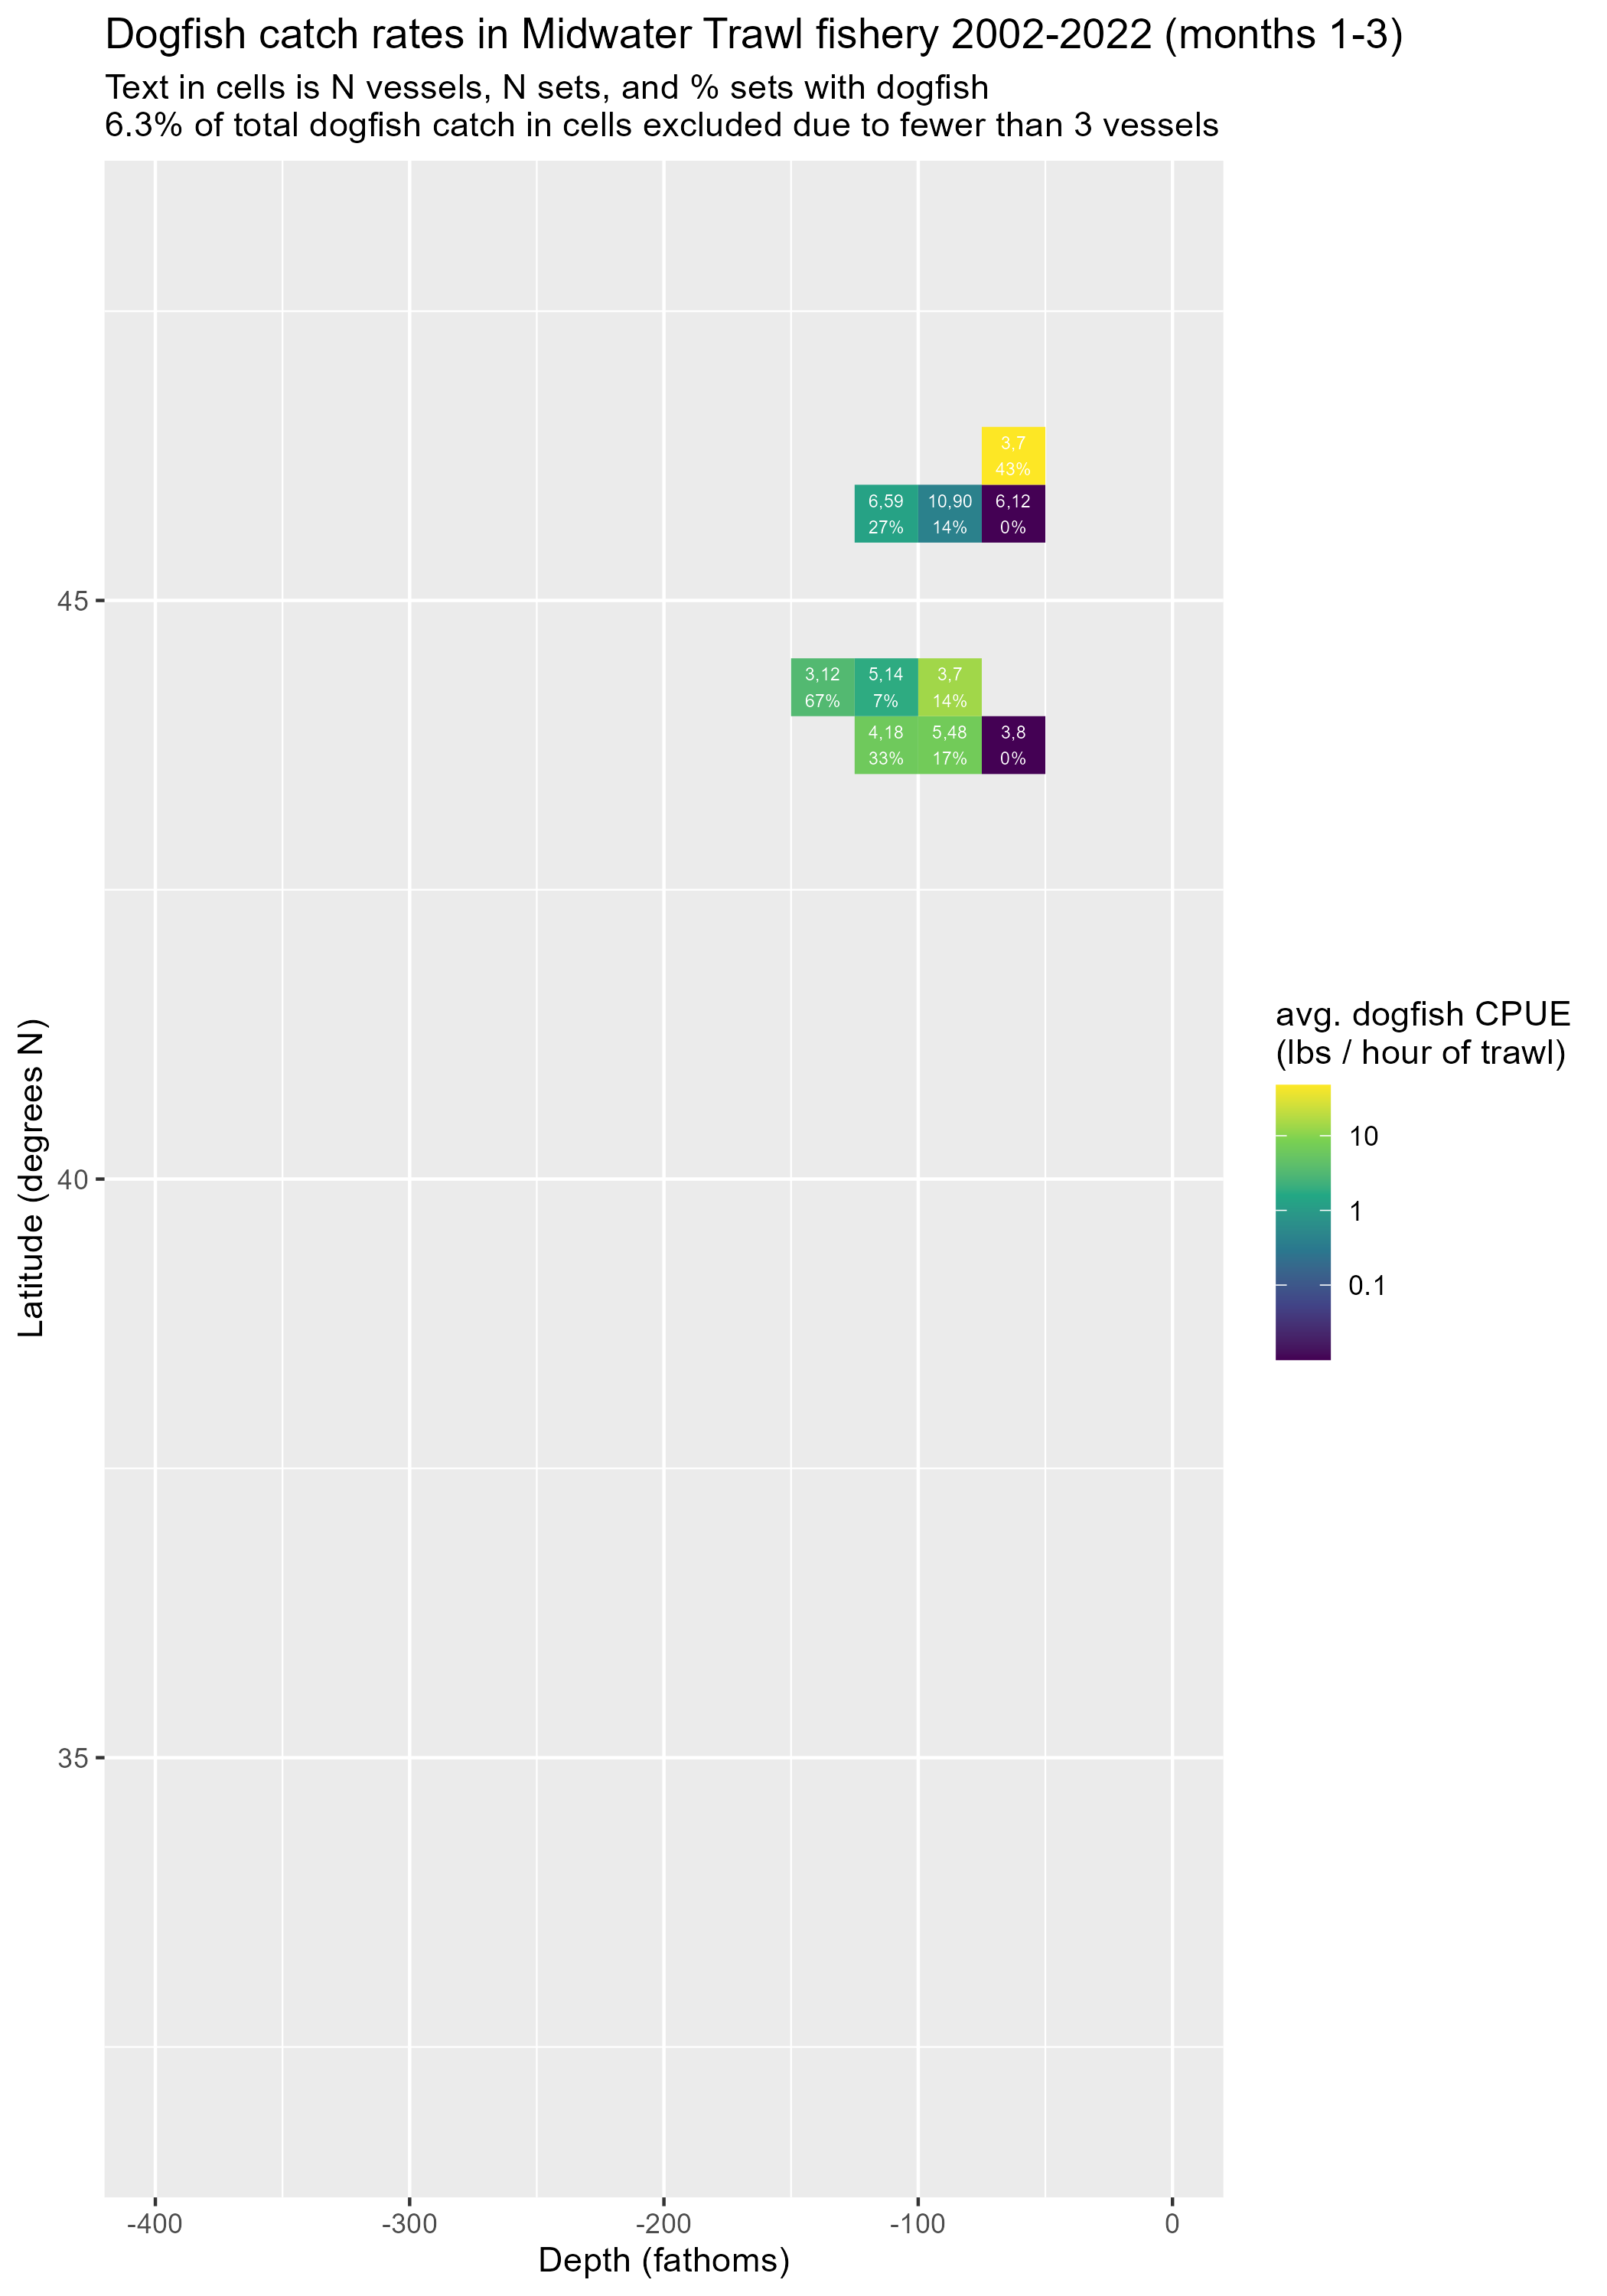 Dogfish catch rates in Midwater Trawl fishery 2002-2022 (months 1-3)
Text in cells is N vessels, N sets, and % sets with dogfish
6.3% of total dogfish catch in cells excluded due to fewer than 3 vessels
3,7
43%
6,59 10,90 6,12
27% 14% 0%
45
3,12 5,14 3,7
67% 7% 14%
4,18 5,48 3,8
33% 17% 0%
avg. dogfish CPUE
(lbs / hour of trawl)
10
1
0.1
Latitude (degrees N)
40
35
-400 -300 -200 -100 0
Depth (fathoms)